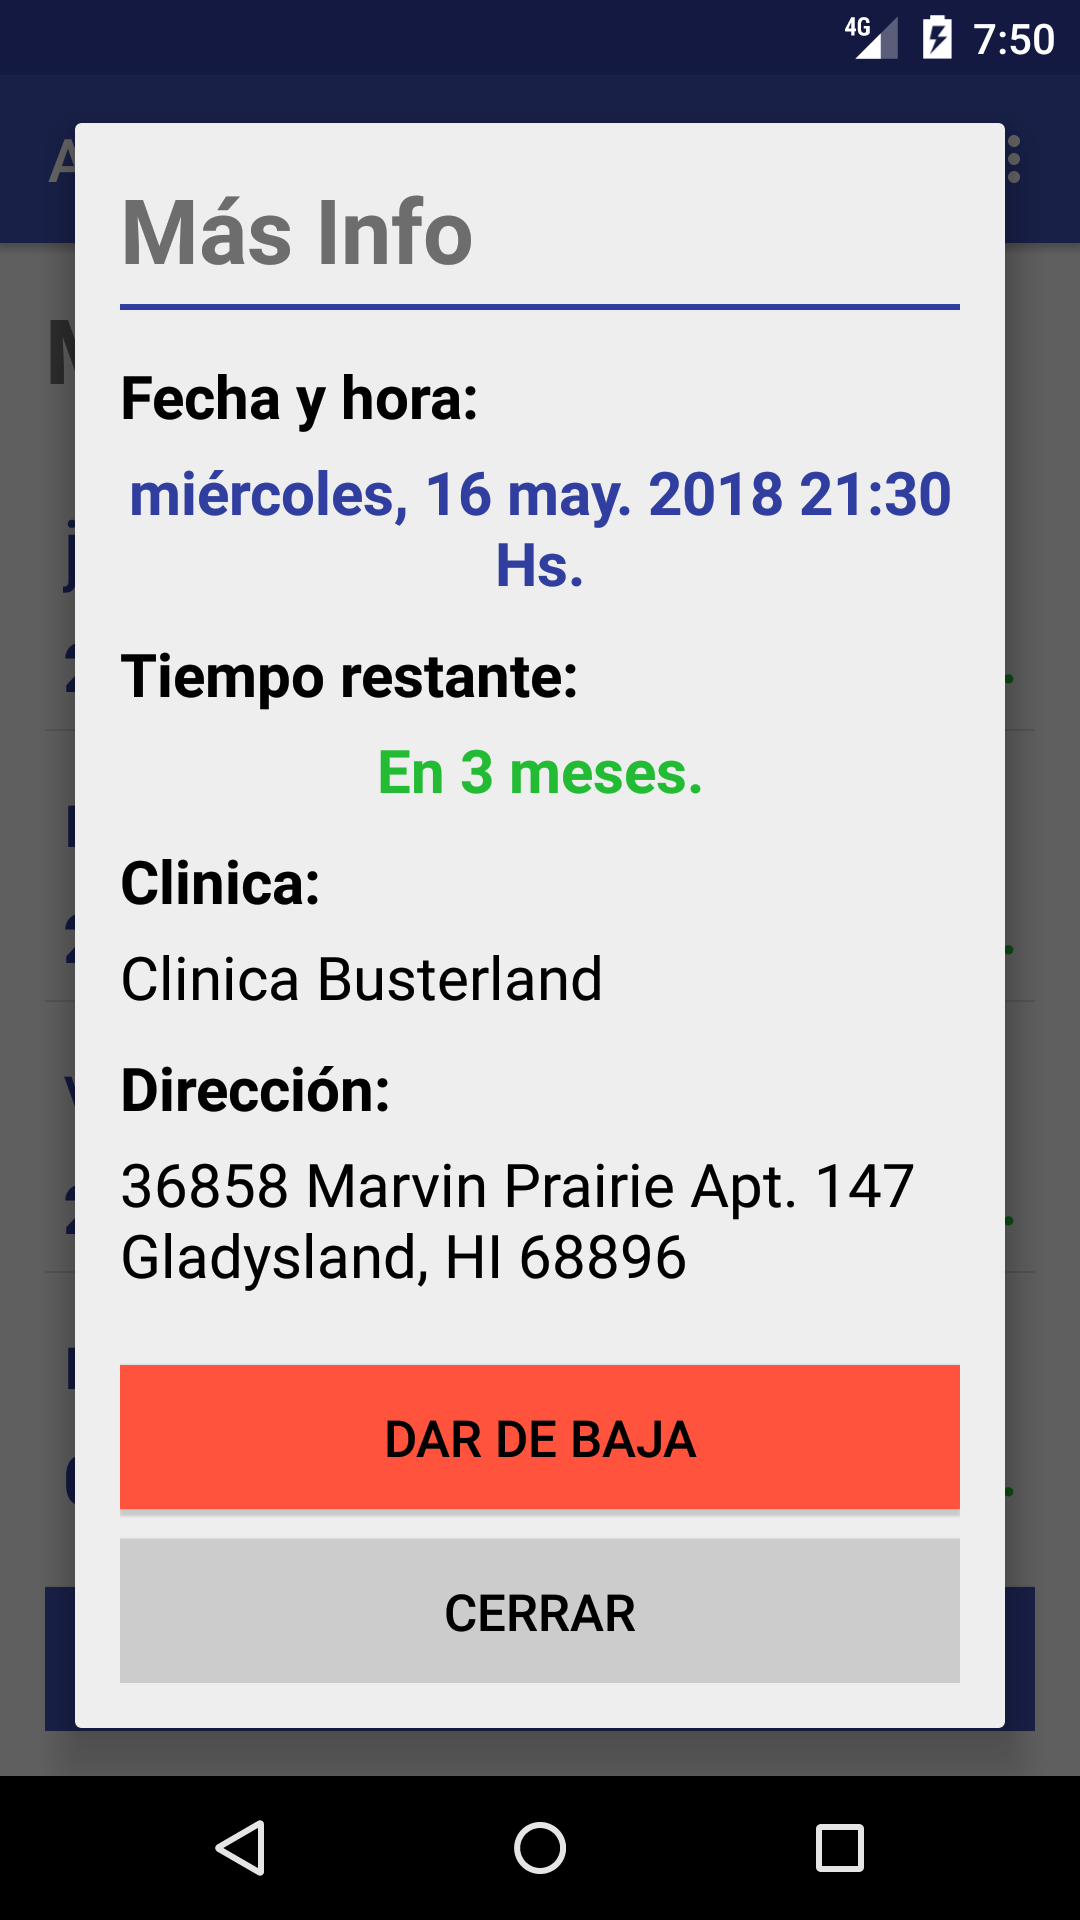 4G 7:50
Más Info
Fecha y hora:
miércoles, 16 may. 2018 21:30
Hs.
Tiempo restante:
En 3 meses.
Clinica:
Clinica Busterland
Dirección:
36858 Marvin Prairie Apt. 147
Gladysland, HI 68896
DAR DE BAJA
CERRAR